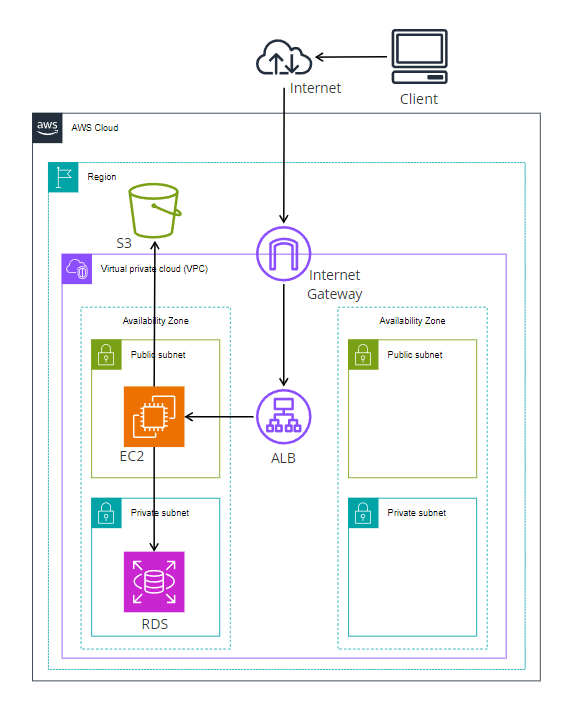 Internet
Client
aws
AWS Cloud
Region
S3
Virtual private cloud (VPC)
Internet
Gateway
Availability Zone
Availability Zone
Public subnet
Public subnet
EC2
ALB
Private subnet
Private subnet
RDS